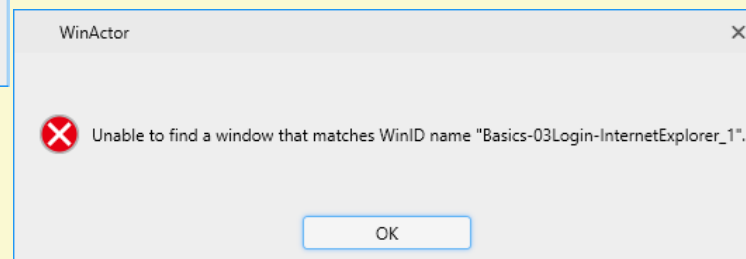 WinActor
Unable to find a window that matches WinID name "Basics-03Login-InternetExplorer_1".
OK